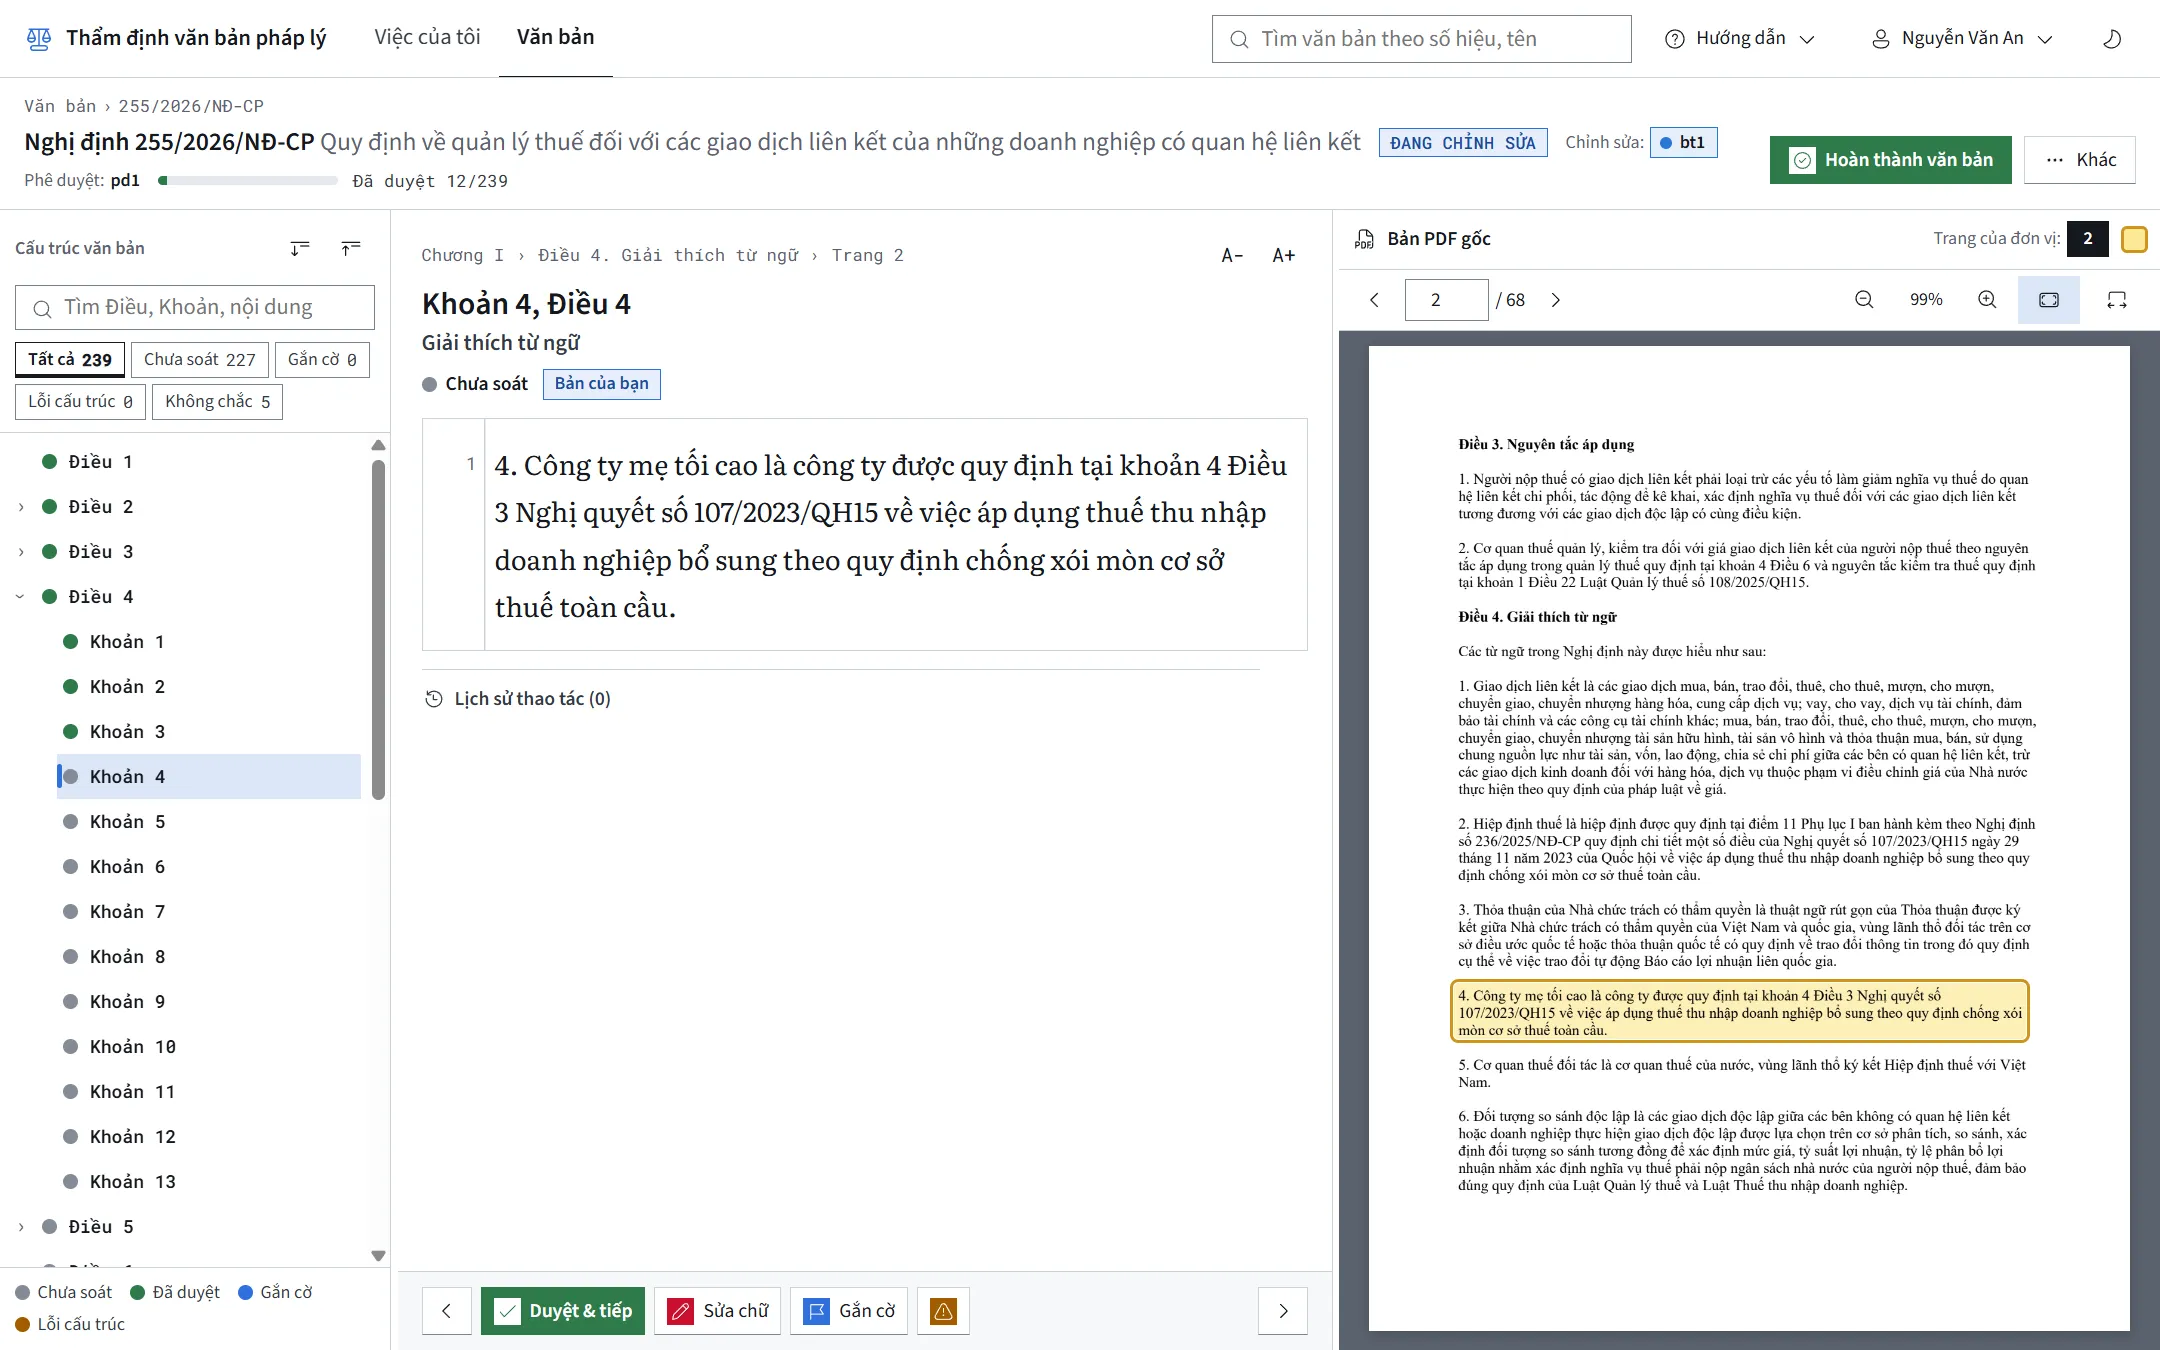 Thẩm định văn bản pháp lý
Việc của tôi
Văn bản
Tìm văn bản theo số hiệu, tên
Hướng dẫn
Nguyễn Văn An
Văn bản › 255/2026/NĐ-CP
Nghị định 255/2026/NĐ-CP Quy định về quản lý thuế đối với các giao dịch liên kết của những doanh nghiệp có quan hệ liên kết
ĐANG CHỈNH SỬA
Chỉnh sửa: bt1
Phê duyệt: pd1
Đã duyệt 12/239
Hoàn thành văn bản
Khác
Cấu trúc văn bản
Tìm Điều, Khoản, nội dung
Tất cả 239
Chưa soát 227
Gắn cờ 0
Lỗi cấu trúc 0
Không chắc 5
Điều 1
Điều 2
Điều 3
Điều 4
Khoản 1
Khoản 2
Khoản 3
Khoản 4
Khoản 5
Khoản 6
Khoản 7
Khoản 8
Khoản 9
Khoản 10
Khoản 11
Khoản 12
Khoản 13
Điều 5
Chưa soát
Đã duyệt
Gắn cờ
Lỗi cấu trúc
Chương I › Điều 4. Giải thích từ ngữ › Trang 2
A-
A+
Khoản 4, Điều 4
Giải thích từ ngữ
Chưa soát
Bản của bạn
1
4. Công ty mẹ tối cao là công ty được quy định tại khoản 4 Điều
3 Nghị quyết số 107/2023/QH15 về việc áp dụng thuế thu nhập
doanh nghiệp bổ sung theo quy định chống xói mòn cơ sở
thuế toàn cầu.
Lịch sử thao tác (0)
Duyệt & tiếp
Sửa chữ
Gắn cờ
PDF
Bản PDF gốc
Trang của đơn vị: 2
2 / 68
99%
Điều 3. Nguyên tắc áp dụng
1. Người nộp thuế có giao dịch liên kết phải loại trừ các yếu tố làm giảm nghĩa vụ thuế do quan
hệ liên kết chi phối, tác động để kê khai, xác định nghĩa vụ thuế đối với các giao dịch liên kết
tương đương với các giao dịch độc lập có cùng điều kiện.
2. Cơ quan thuế quản lý, kiểm tra đối với giá giao dịch liên kết của người nộp thuế theo nguyên
tắc áp dụng trong quản lý thuế quy định tại khoản 4 Điều 6 và nguyên tắc kiểm tra thuế quy định
tại khoản 1 Điều 22 Luật Quản lý thuế số 108/2025/QH15.
Điều 4. Giải thích từ ngữ
Các từ ngữ trong Nghị định này được hiểu như sau:
1. Giao dịch liên kết là các giao dịch mua, bán, trao đổi, thuê, cho thuê, mượn, cho mượn,
chuyển giao, chuyển nhượng hàng hóa, cung cấp dịch vụ; vay, cho vay, dịch vụ tài chính, đảm
bảo tài chính và các công cụ tài chính khác; mua, bán, trao đổi, thuê, cho thuê, mượn, cho mượn,
chuyển giao, chuyển nhượng tài sản hữu hình, tài sản vô hình và thỏa thuận mua, bán, sử dụng
chung nguồn lực như tài sản, vốn, lao động, chia sẻ chi phí giữa các bên có quan hệ liên kết, trừ
các giao dịch kinh doanh đối với hàng hóa, dịch vụ thuộc phạm vi điều chỉnh giá của Nhà nước
thực hiện theo quy định của pháp luật về giá.
2. Hiệp định thuế là hiệp định được quy định tại điểm 11 Phụ lục I ban hành kèm theo Nghị định
số 236/2025/NĐ-CP quy định chi tiết một số điều của Nghị quyết số 107/2023/QH15 ngày 29
tháng 11 năm 2023 của Quốc hội về việc áp dụng thuế thu nhập doanh nghiệp bổ sung theo quy
định chống xói mòn cơ sở thuế toàn cầu.
3. Thỏa thuận của Nhà chức trách có thẩm quyền là thuật ngữ rút gọn của Thỏa thuận được ký
kết giữa Nhà chức trách có thẩm quyền của Việt Nam và quốc gia, vùng lãnh thổ đối tác trên cơ
sở điều ước quốc tế hoặc thỏa thuận quốc tế có quy định về trao đổi thông tin trong đó quy định
cụ thể về việc trao đổi tự động Báo cáo lợi nhuận liên quốc gia.
4. Công ty mẹ tối cao là công ty được quy định tại khoản 4 Điều 3 Nghị quyết số
107/2023/QH15 về việc áp dụng thuế thu nhập doanh nghiệp bổ sung theo quy định chống xói
mòn cơ sở thuế toàn cầu.
5. Cơ quan thuế đối tác là cơ quan thuế của nước, vùng lãnh thổ ký kết Hiệp định thuế với Việt
Nam.
6. Đối tượng so sánh độc lập là các giao dịch độc lập giữa các bên không có quan hệ liên kết
hoặc doanh nghiệp thực hiện giao dịch độc lập được lựa chọn trên cơ sở phân tích, so sánh, xác
định đối tượng so sánh tương đồng để xác định mức giá, tỷ suất lợi nhuận, tỷ lệ phân bổ lợi
nhuận nhằm xác định nghĩa vụ thuế phải nộp ngân sách nhà nước của người nộp thuế, đảm bảo
đúng quy định của Luật Quản lý thuế và Luật Thuế thu nhập doanh nghiệp.